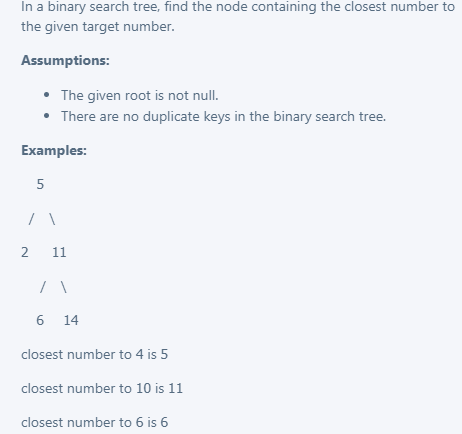 In a binary search tree, find the node containing the closest number to
the given target number.
Assumptions:
• The given root is not null.
• There are no duplicate keys in the binary search tree.
Examples:
5
/ \
2 11
/ \
6 14
closest number to 4 is 5
closest number to 10 is 11
closest number to 6 is 6